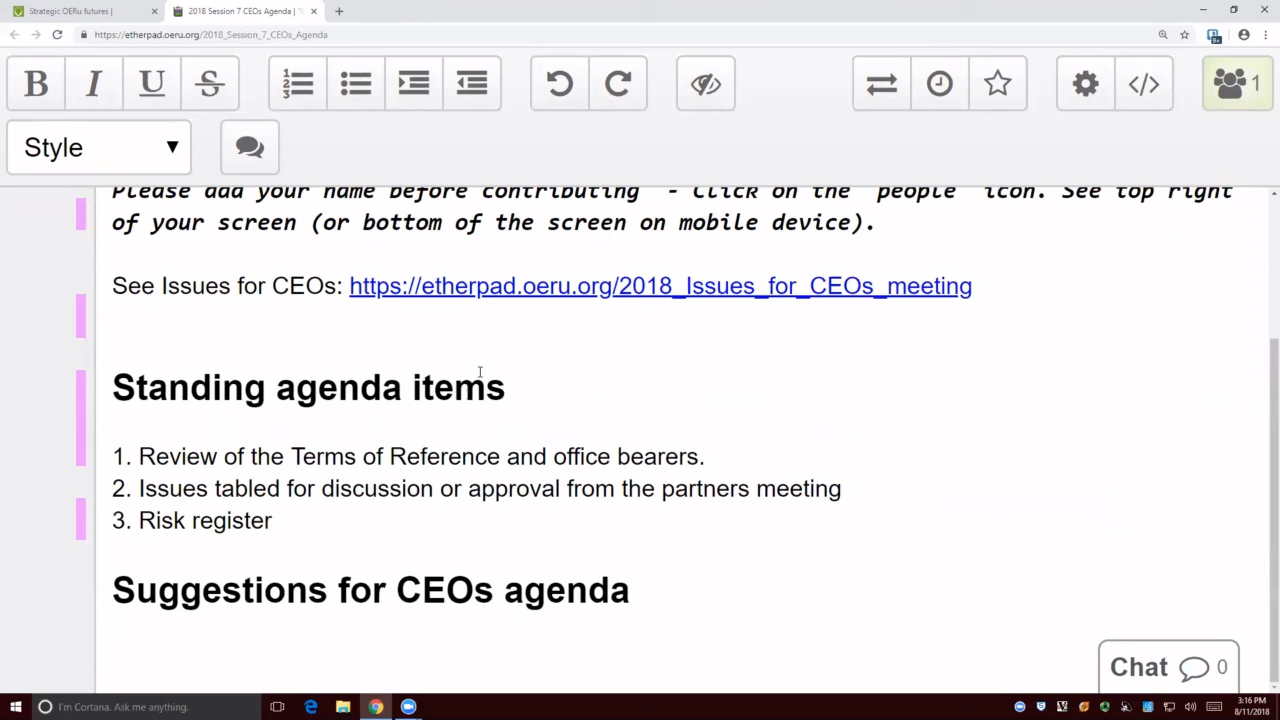 Strategic OERu futures |
2018 Session 7 CEOs Agenda | "O
https://etherpad.oeru.org/2018_Session_7_CEOs_Agenda
B I U S
1
Style
Please add your name before contributing - Click on the people icon. See top right
of your screen (or bottom of the screen on mobile device).
See Issues for CEOs: https://etherpad.oeru.org/2018_Issues_for_CEOs_meeting
Standing agenda items
1. Review of the Terms of Reference and office bearers.
2. Issues tabled for discussion or approval from the partners meeting
3. Risk register
Suggestions for CEOs agenda
Chat 0
I'm Cortana. Ask me anything.
3:16 PM
8/11/2018